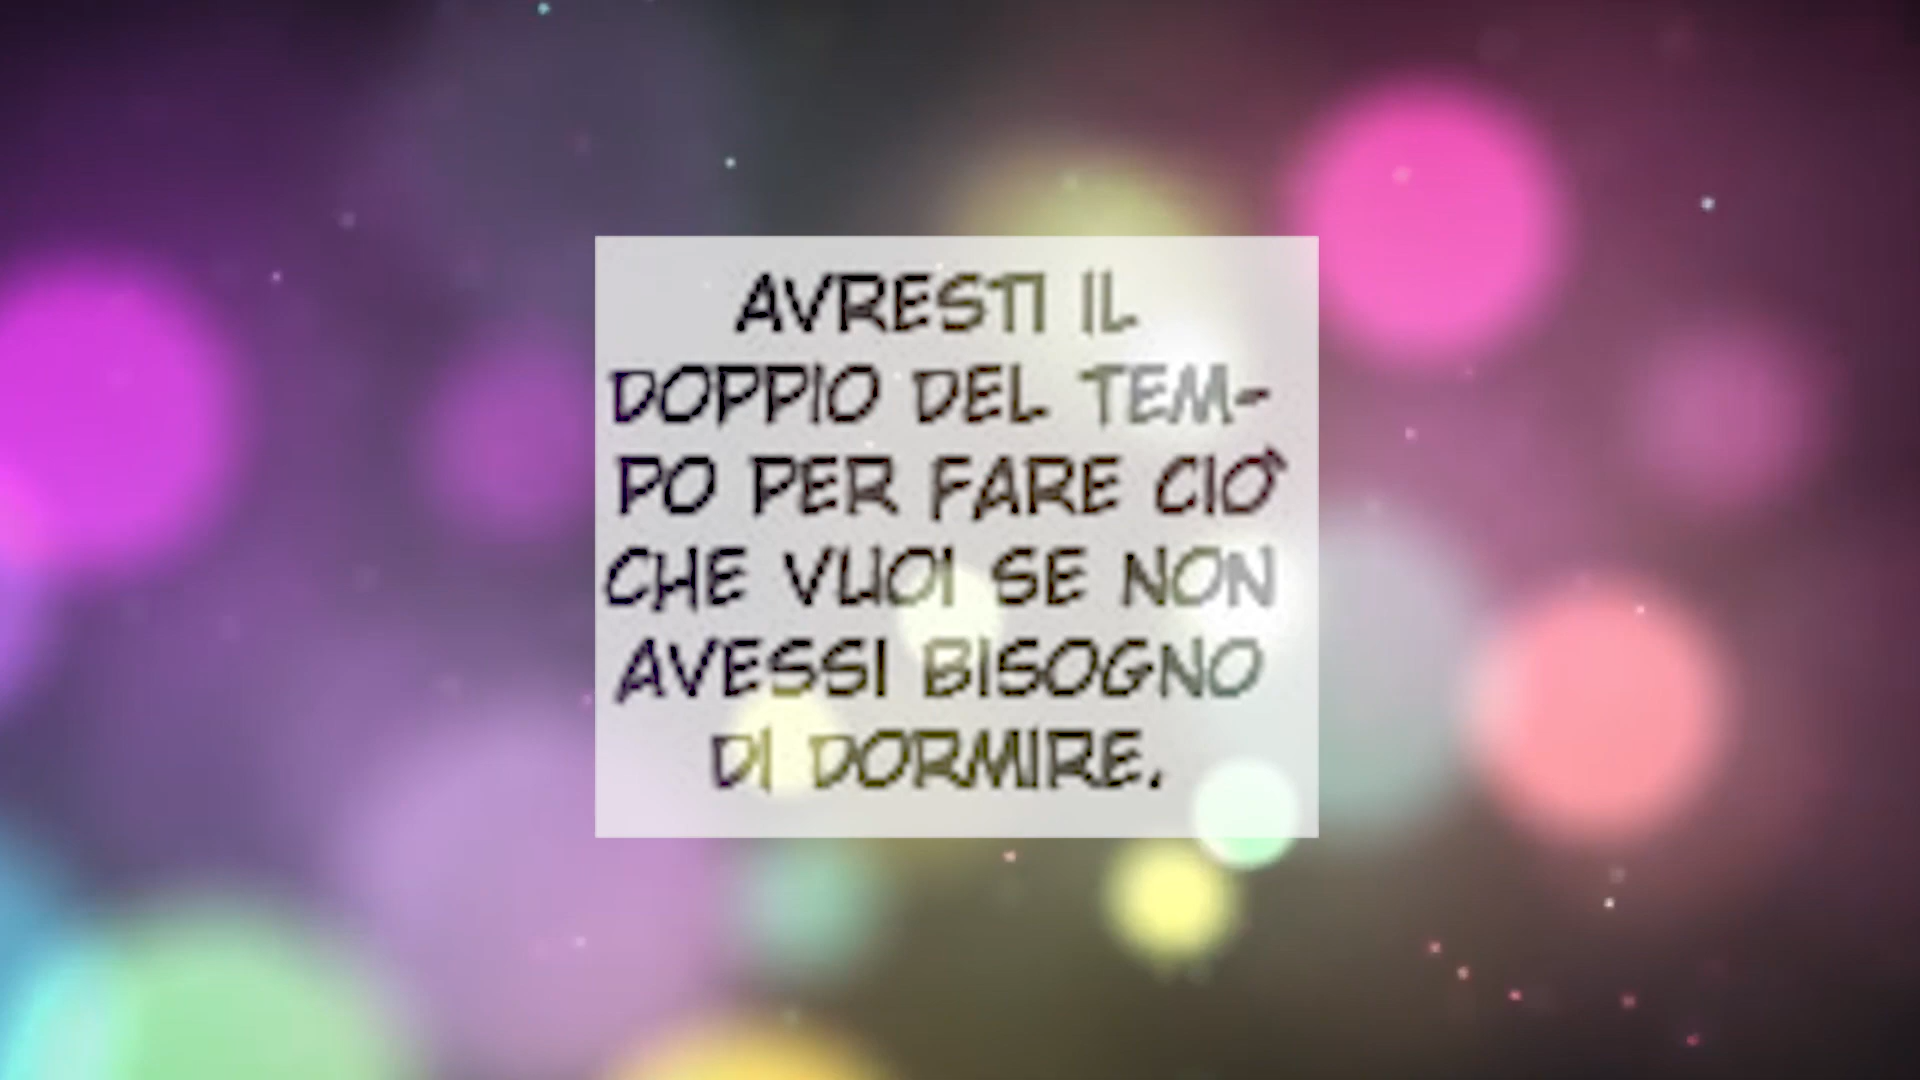 AVRESTI IL
DOPPIO DEL TEM-
PO PER FARE CIÒ
CHE VUOI SE NON
AVESSI BISOGNO
DI DORMIRE.